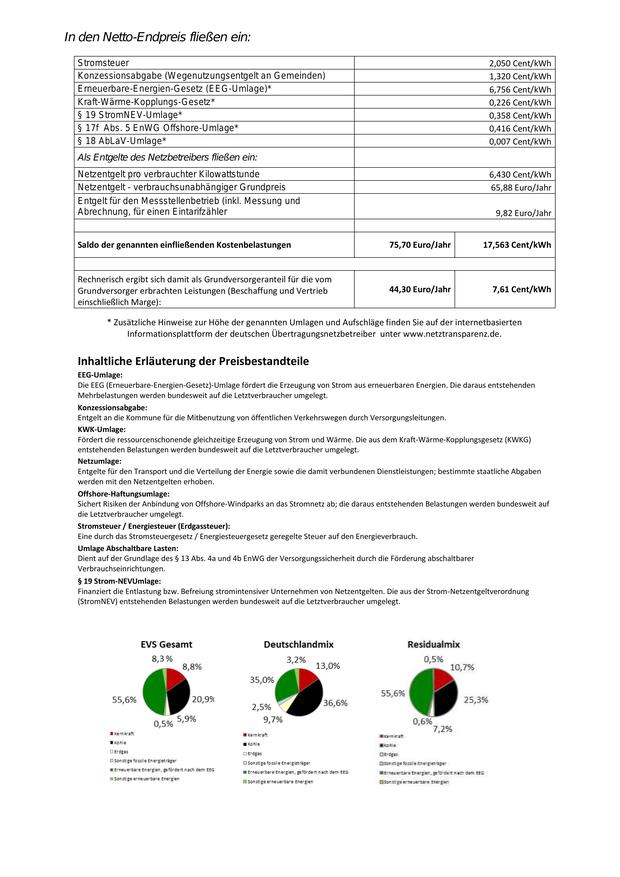 In den Netto-Endpreis fließen ein:
Stromsteuer 2,050 Cent/kWh
Konzessionsabgabe (Wegenutzungsentgelt an Gemeinden) 1,320 Cent/kWh
Erneuerbare-Energien-Gesetz (EEG-Umlage)* 6,756 Cent/kWh
Kraft-Wärme-Kopplungs-Gesetz* 0,226 Cent/kWh
§ 19 StromNEV-Umlage* 0,358 Cent/kWh
§ 17f Abs. 5 EnWG Offshore-Umlage* 0,416 Cent/kWh
§ 18 AbLaV-Umlage* 0,007 Cent/kWh
Als Entgelte des Netzbetreibers fließen ein:
Netzentgelt pro verbrauchter Kilowattstunde 6,430 Cent/kWh
Netzentgelt - verbrauchsunabhängiger Grundpreis 65,88 Euro/Jahr
Entgelt für den Messstellenbetrieb (inkl. Messung und
Abrechnung, für einen Eintarifzähler 9,82 Euro/Jahr
Saldo der genannten einfließenden Kostenbelastungen 75,70 Euro/Jahr 17,563 Cent/kWh
Rechnerisch ergibt sich damit als Grundversorgeranteil für die vom
Grundversorger erbrachten Leistungen (Beschaffung und Vertrieb 44,30 Euro/Jahr 7,61 Cent/kWh
einschließlich Marge):
* Zusätzliche Hinweise zur Höhe der genannten Umlagen und Aufschläge finden Sie auf der internetbasierten
Informationsplattform der deutschen Übertragungsnetzbetreiber unter www.netztransparenz.de.
Inhaltliche Erläuterung der Preisbestandteile
EEG-Umlage:
Die EEG (Erneuerbare-Energien-Gesetz)-Umlage fördert die Erzeugung von Strom aus erneuerbaren Energien. Die daraus entstehenden
Mehrbelastungen werden bundesweit auf die Letztverbraucher umgelegt.
Konzessionsabgabe:
Entgelt an die Kommune für die Mitbenutzung von öffentlichen Verkehrswegen durch Versorgungsleitungen.
KWK-Umlage:
Fördert die ressourcenschonende gleichzeitige Erzeugung von Strom und Wärme. Die aus dem Kraft-Wärme-Kopplungsgesetz (KWKG)
entstehenden Belastungen werden bundesweit auf die Letztverbraucher umgelegt.
Netzumlage:
Entgelte für den Transport und die Verteilung der Energie sowie die damit verbundenen Dienstleistungen; bestimmte staatliche Abgaben
werden mit den Netzentgelten erhoben.
Offshore-Haftungsumlage:
Sichert Risiken der Anbindung von Offshore-Windparks an das Stromnetz ab; die daraus entstehenden Belastungen werden bundesweit auf
die Letztverbraucher umgelegt.
Stromsteuer / Energiesteuer (Erdgassteuer):
Eine durch das Stromsteuergesetz / Energiesteuergesetz geregelte Steuer auf den Energieverbrauch.
Umlage Abschaltbare Lasten:
Dient auf der Grundlage des § 13 Abs. 4a und 4b EnWG der Versorgungssicherheit durch die Förderung abschaltbarer
Verbrauchseinrichtungen.
§ 19 Strom-NEVUmlage:
Finanziert die Entlastung bzw. Befreiung stromintensiver Unternehmen von Netzentgelten. Die aus der Strom-Netzentgeltverordnung
(StromNEV) entstehenden Belastungen werden bundesweit auf die Letztverbraucher umgelegt.
EVS Gesamt
8,3%
8,8%
55,6%
20,9%
0,5%
5,9%
Kernkraft
Kohle
Erdgas
Sonstige fossile Energieträger
Erneuerbare Energien, gefördert nach dem EEG
Sonstige erneuerbare Energien
Deutschlandmix
3,2%
13,0%
35,0%
36,6%
2,5%
9,7%
Kernkraft
Kohle
Erdgas
Sonstige fossile Energieträger
Erneuerbare Energien, gefördert nach dem EEG
Sonstige erneuerbare Energien
Residualmix
0,5%
10,7%
55,6%
25,3%
0,6%
7,2%
Kernkraft
Kohle
Erdgas
Sonstige fossile Energieträger
Erneuerbare Energien, gefördert nach dem EEG
Sonstige erneuerbare Energien